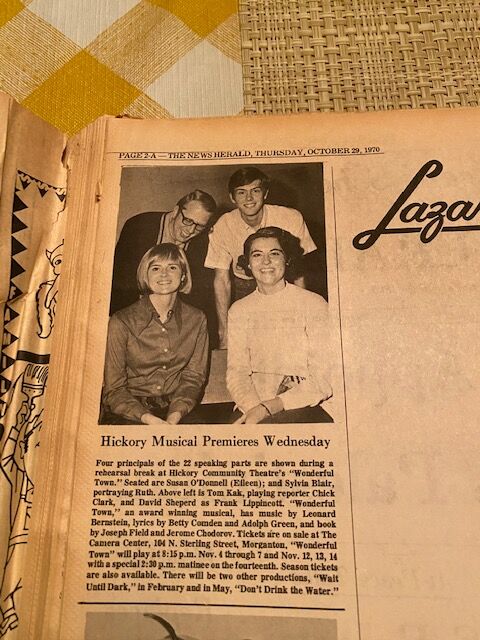 PAGE 2-A — THE NEWS HERALD, THURSDAY, OCTOBER 29, 1970
Laza
Hickory Musical Premieres Wednesday
Four principals of the 22 speaking parts are shown during a
rehearsal break at Hickory Community Theatre's "Wonderful
Town." Seated are Susan O'Donnell (Eileen); and Sylvia Blair,
portraying Ruth. Above left is Tom Kak, playing reporter Chick
Clark, and David Sheperd as Frank Lippincott. "Wonderful
Town," an award winning musical, has music by Leonard
Bernstein, lyrics by Betty Comden and Adolph Green, and book
by Joseph Field and Jerome Chodorov. Tickets are on sale at The
Camera Center, 104 N. Sterling Street, Morganton. "Wonderful
Town" will play at 8:15 p.m. Nov. 4 through 7 and Nov. 12, 13, 14
with a special 2:30 p.m. matinee on the fourteenth. Season tickets
are also available. There will be two other productions, "Wait
Until Dark," in February and in May, "Don't Drink the Water."